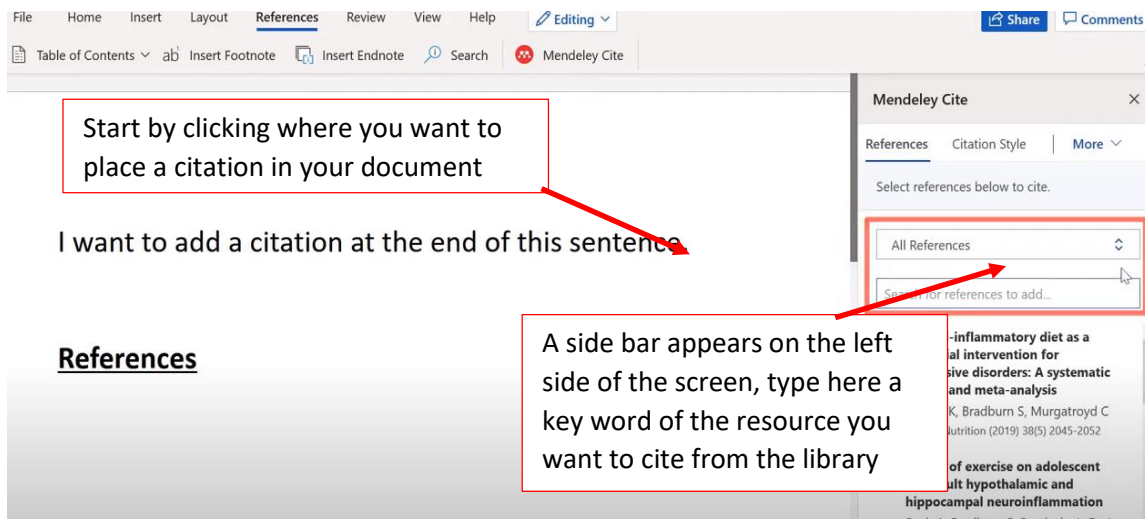 File Home Insert Layout References Review View Help Editing Share Comments
Table of Contents ab Insert Footnote Insert Endnote Search Mendeley Cite
Mendeley Cite
References Citation Style More
Select references below to cite.
All References
Search for references to add...
Start by clicking where you want to
place a citation in your document
I want to add a citation at the end of this sentence.
References
A side bar appears on the left
side of the screen, type here a
key word of the resource you
want to cite from the library
-inflammatory diet as a
intervention for
disorders: A systematic
and meta-analysis
K, Bradburn S, Murgatroyd C
(2019) 38(5) 2045-2052
of exercise on adolescent
hypothalamic and
hippocampal neuroinflammation